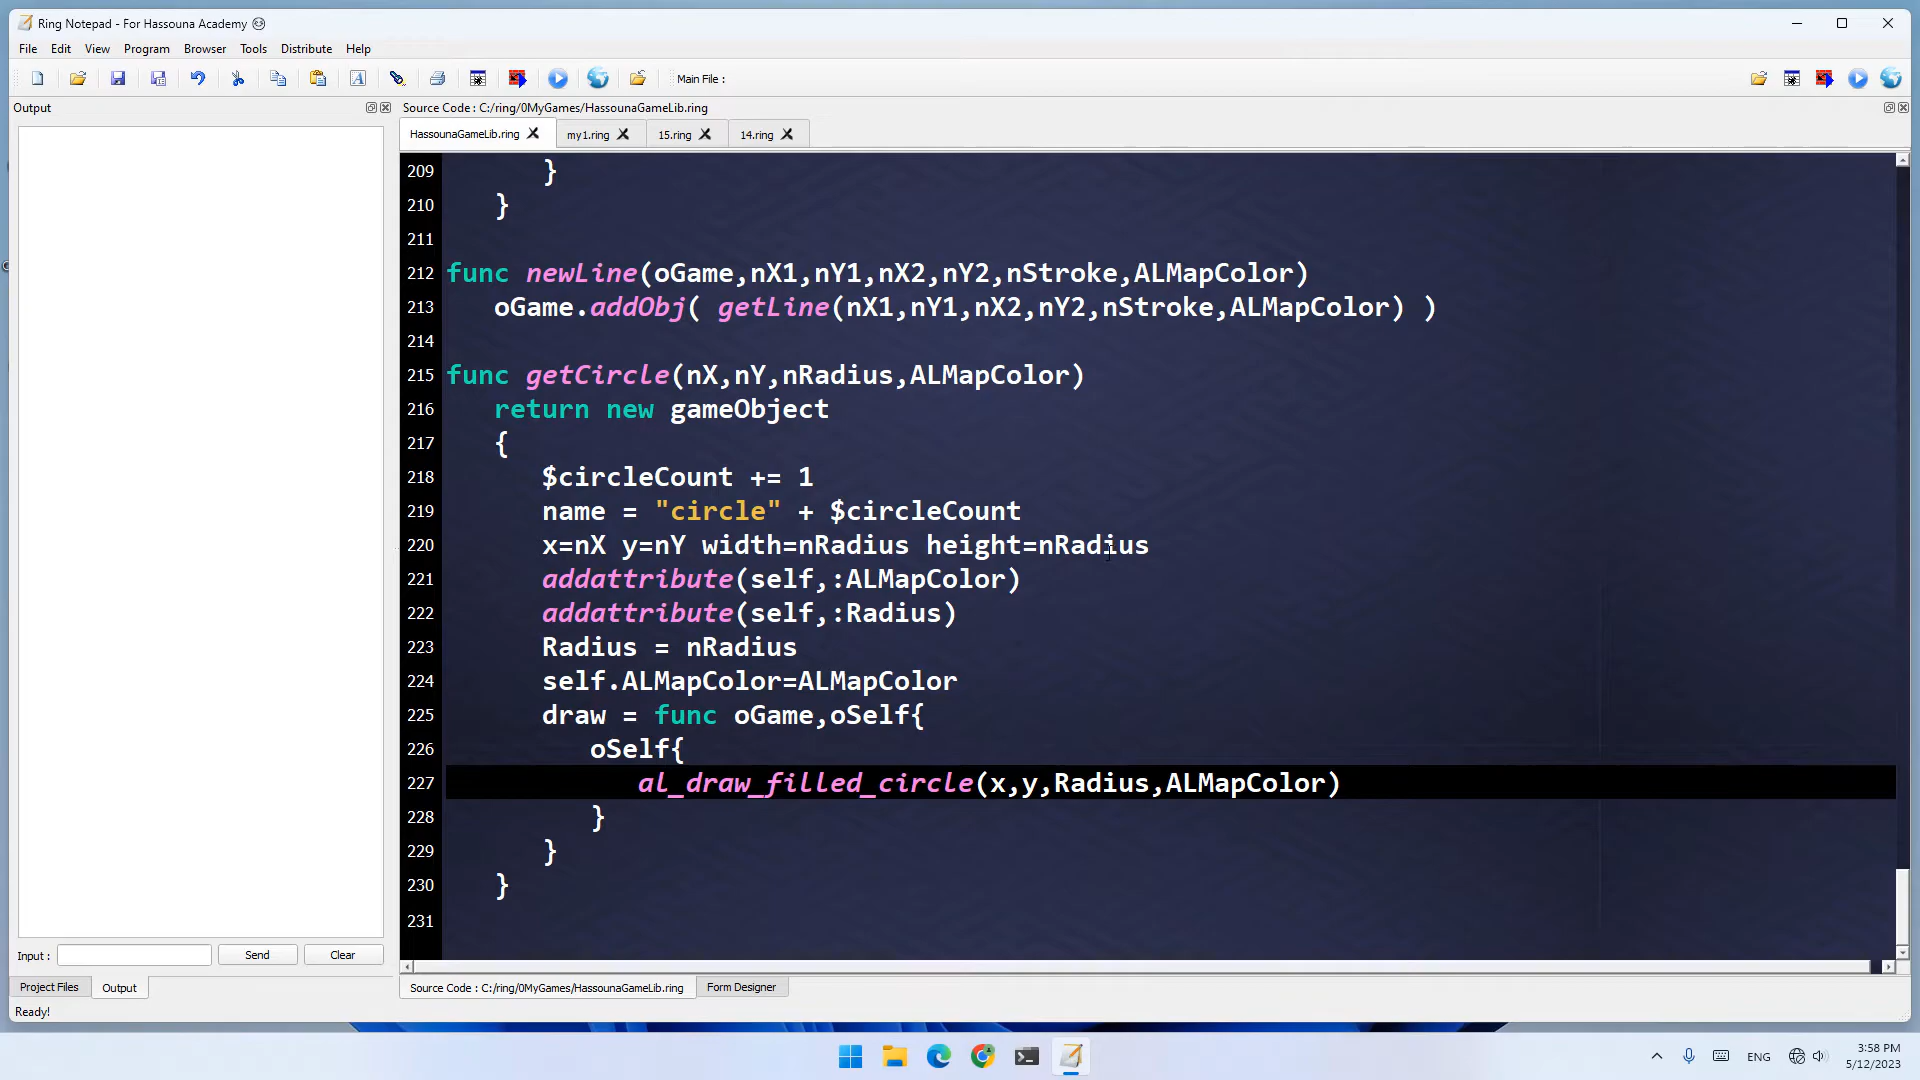 Ring Notepad - For Hassouna Academy
File Edit View Program Browser Tools Distribute Help
Main File :
Output
Source Code : C:/ring/0MyGames/HassounaGameLib.ring
HassounaGameLib.ring my1.ring 15.ring 14.ring
209 }
210 }
211
212 func newLine(oGame,nX1,nY1,nX2,nY2,nStroke,ALMapColor)
213 oGame.addObj( getLine(nX1,nY1,nX2,nY2,nStroke,ALMapColor) )
214
215 func getCircle(nX,nY,nRadius,ALMapColor)
216 return new gameObject
217 {
218 $circleCount += 1
219 name = "circle" + $circleCount
220 x=nX y=nY width=nRadius height=nRadius
221 addattribute(self,:ALMapColor)
222 addattribute(self,:Radius)
223 Radius = nRadius
224 self.ALMapColor=ALMapColor
225 draw = func oGame,oSelf{
226 oSelf{
227 al_draw_filled_circle(x,y,Radius,ALMapColor)
228 }
229 }
230 }
231
Input : Send Clear
Project Files Output
Source Code : C:/ring/0MyGames/HassounaGameLib.ring Form Designer
Ready!
ENG
3:58 PM
5/12/2023